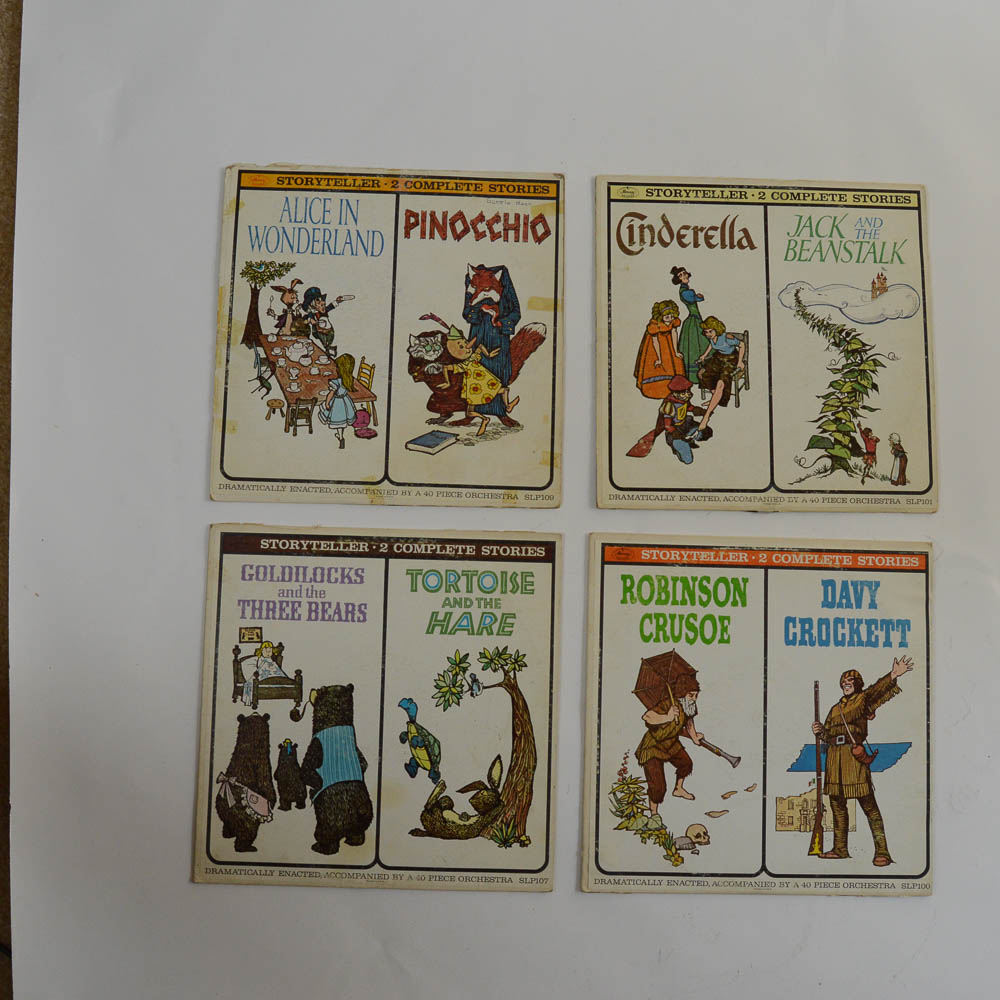 STORYTELLER · 2 COMPLETE STORIES
ALICE IN
WONDERLAND
PINOCCHIO
DRAMATICALLY ENACTED, ACCOMPANIED BY A 40 PIECE ORCHESTRA SLP109
STORYTELLER · 2 COMPLETE STORIES
Cinderella
JACK AND THE
BEANSTALK
DRAMATICALLY ENACTED, ACCOMPANIED BY A 40 PIECE ORCHESTRA SLP101
STORYTELLER · 2 COMPLETE STORIES
GOLDILOCKS
and the
THREE BEARS
TORTOISE
AND THE
HARE
DRAMATICALLY ENACTED, ACCOMPANIED BY A 40 PIECE ORCHESTRA SLP107
STORYTELLER · 2 COMPLETE STORIES
ROBINSON
CRUSOE
DAVY
CROCKETT
DRAMATICALLY ENACTED, ACCOMPANIED BY A 40 PIECE ORCHESTRA SLP100